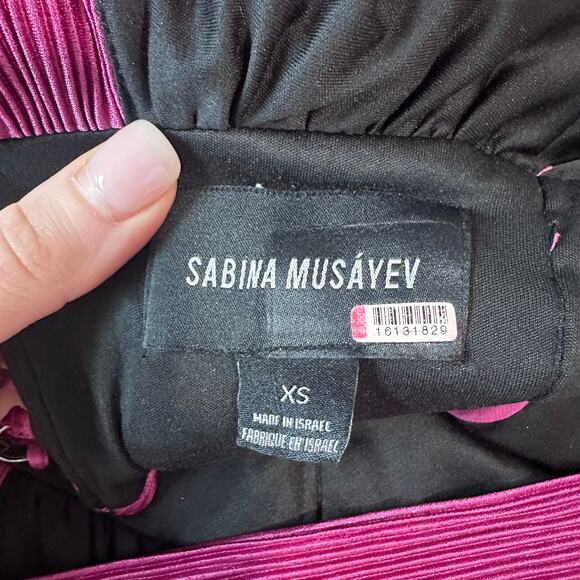 SABINA MUSÁYEV
16131829
XS
MADE IN ISRAEL
FABRIQUE EN ISRAEL